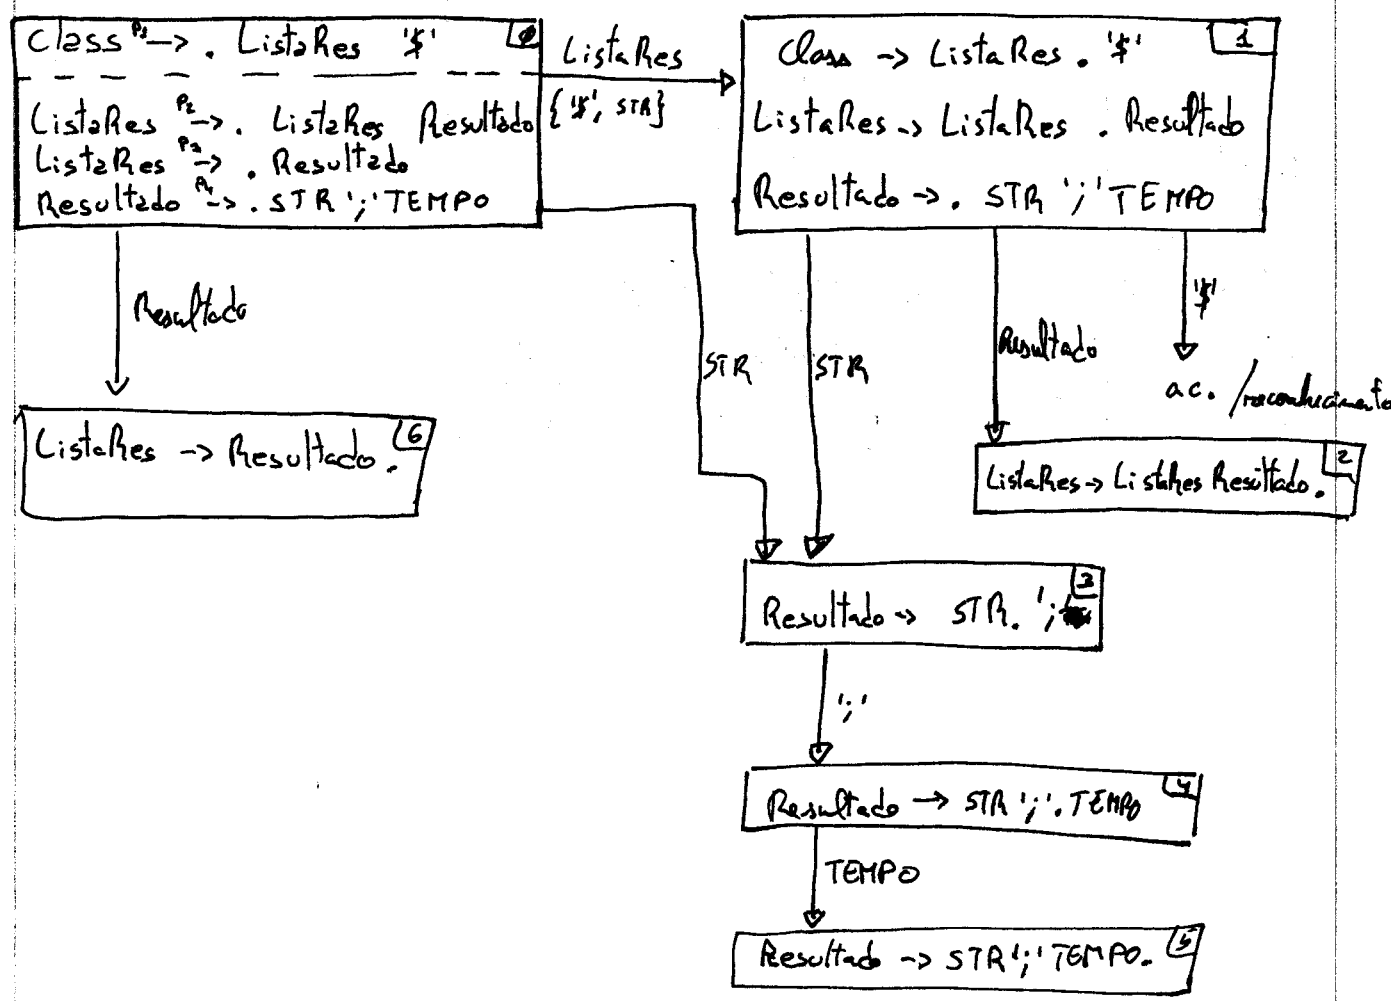 Class P1 -> . ListaRes '$' 0
ListaRes P2 -> . ListaRes Resultado
ListaRes P3 -> . Resultado
Resultado P4 -> . STR ';' TEMPO
ListaRes
{'$', STR}
Class -> ListaRes . '$' 1
ListaRes -> ListaRes . Resultado
Resultado -> . STR ';' TEMPO
Resultado
STR
STR
Resultado
'$'
ac. /reconhecimento
ListaRes -> Resultado. 6
ListaRes -> ListaRes Resultado. 2
Resultado -> STR. '; 3
';'
Resultado -> STR ';' . TEMPO 4
TEMPO
Resultado -> STR ';' TEMPO. 5